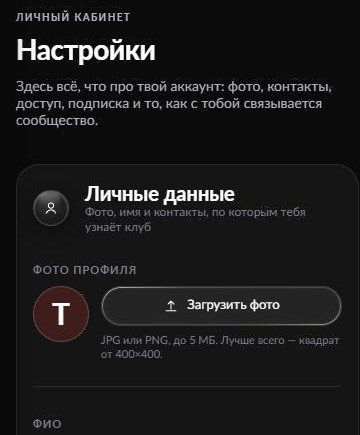 ЛИЧНЫЙ КАБИНЕТ
Настройки
Здесь всё, что про твой аккаунт: фото, контакты,
доступ, подписка и то, как с тобой связывается
сообщество.
Личные данные
Фото, имя и контакты, по которым тебя
узнаёт клуб
ФОТО ПРОФИЛЯ
Т
Загрузить фото
JPG или PNG, до 5 МБ. Лучше всего — квадрат
от 400×400.
ФИО